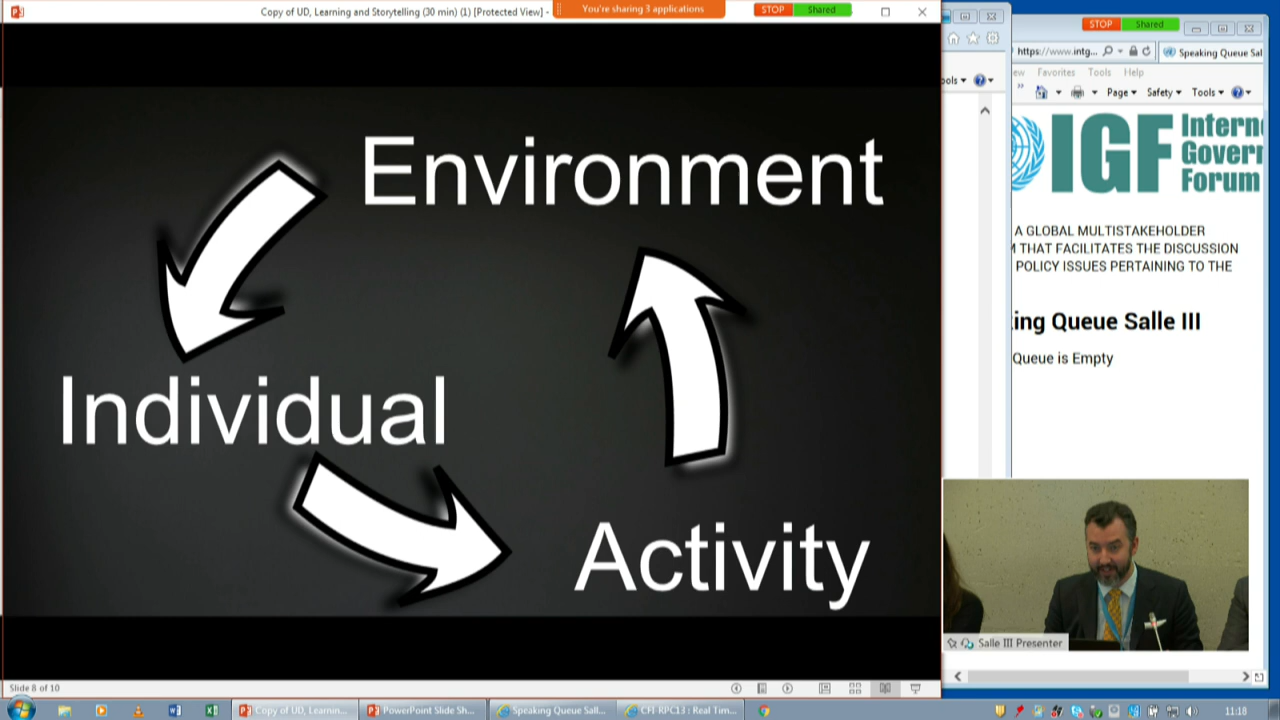 Copy of UD, Learning and Storytelling (30 min) (1) [Protected View] -
You're sharing 3 applications
STOP Shared
Environment
Individual
Activity
Slide 8 of 10
STOP Shared
https://www.intg...
Speaking Queue Sal
ew Favorites Tools Help
ools
Page Safety Tools
IGF
Intern
Govern
Forum
A GLOBAL MULTISTAKEHOLDER
M THAT FACILITATES THE DISCUSSION
POLICY ISSUES PERTAINING TO THE
ing Queue Salle III
Queue is Empty
Salle III Presenter
Copy of UD, Learnin...
PowerPoint Slide Sh...
Speaking Queue Sall...
CFI-RPC13 : Real Tim...
11:18